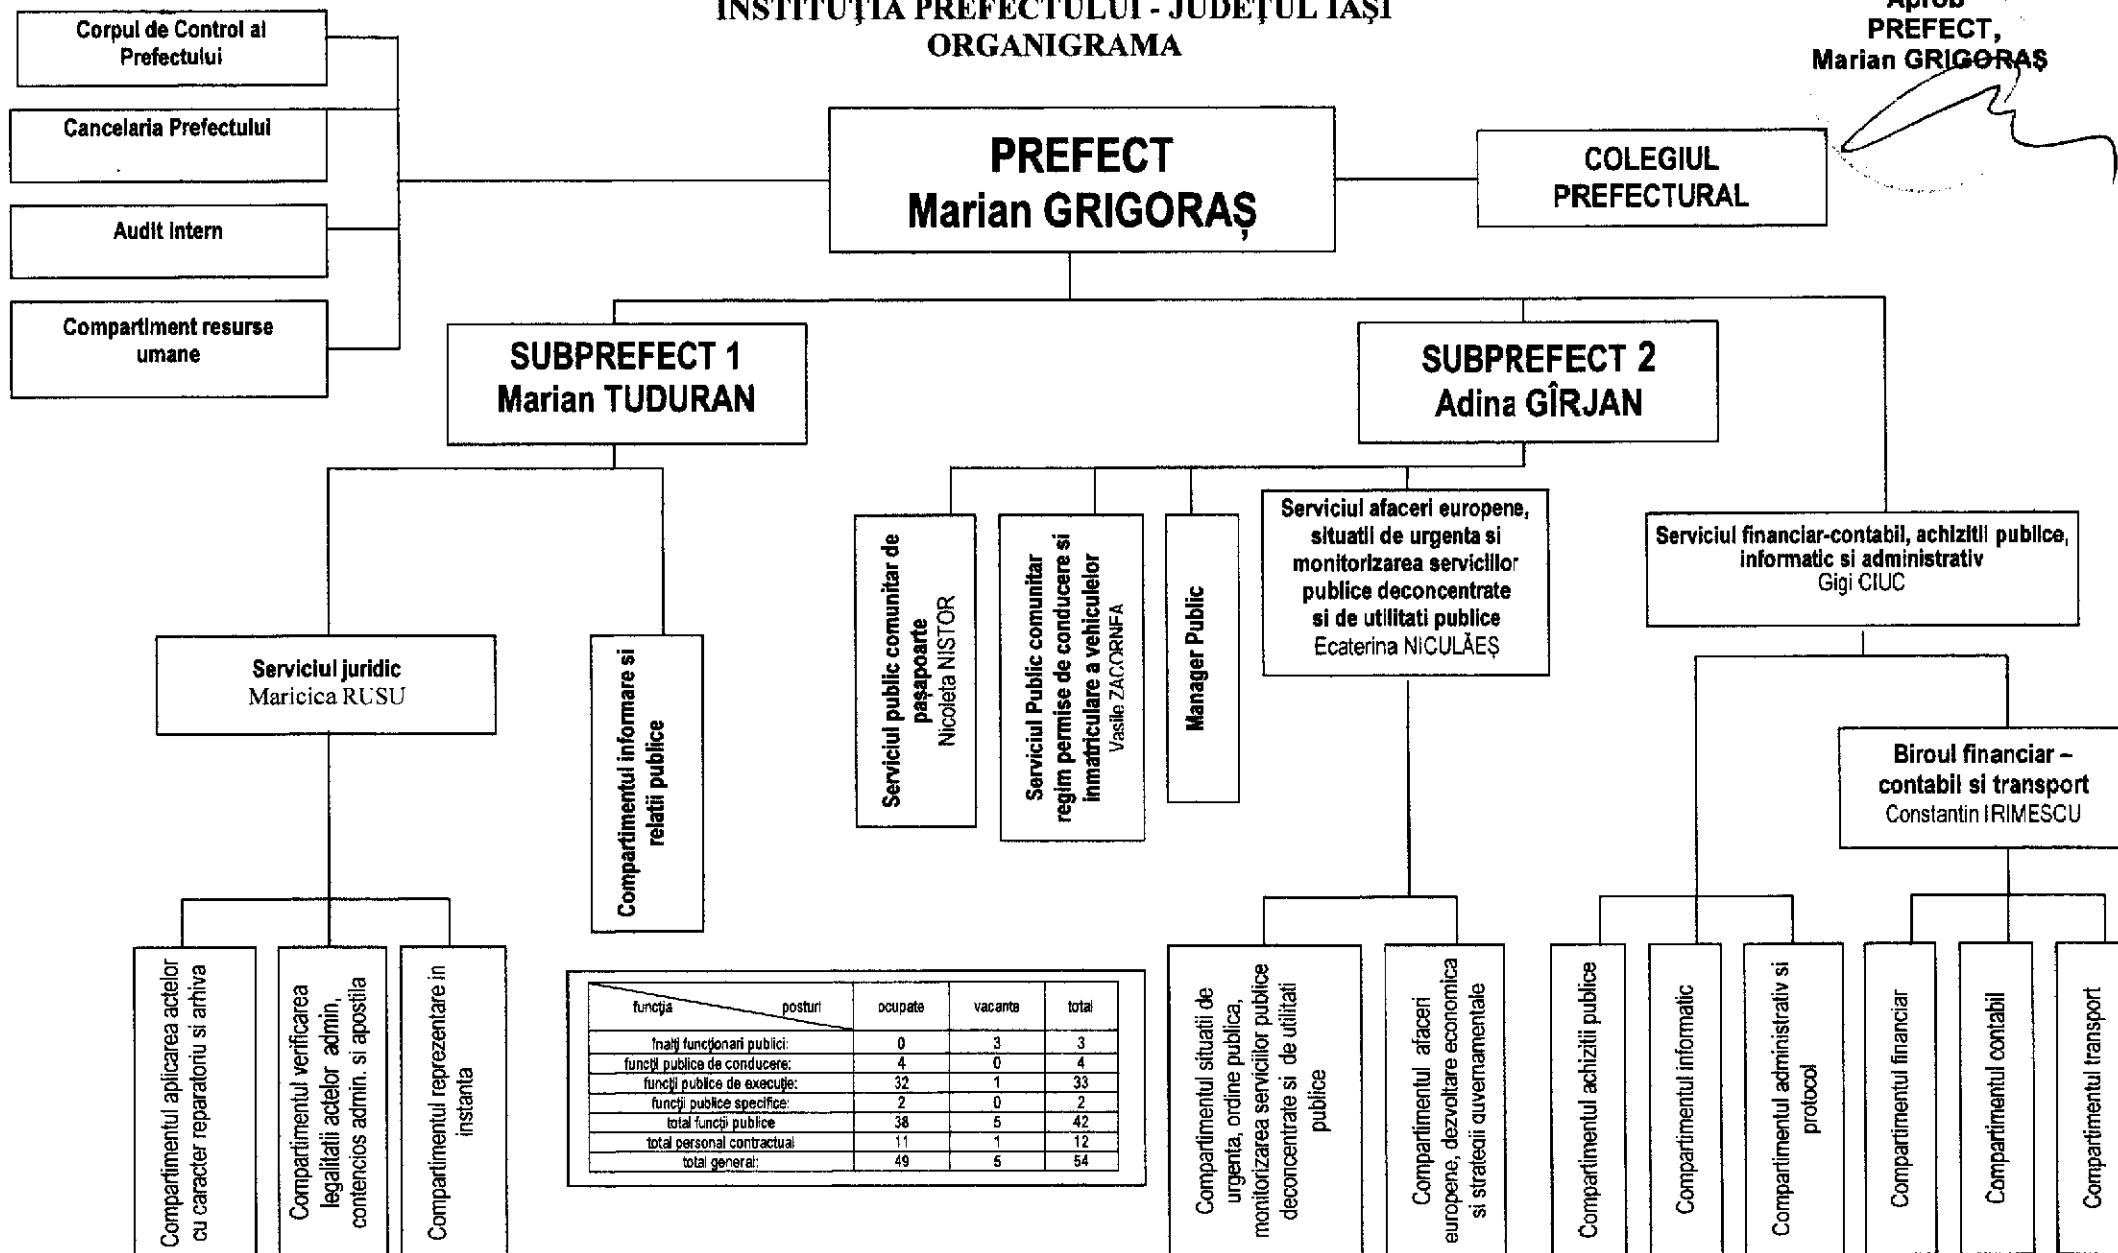 INSTITUȚIA PREFECTULUI - JUDEȚUL IAȘI
ORGANIGRAMA
Aprob
PREFECT,
Marian GRIGORAȘ
Corpul de Control al
Prefectului
Cancelaria Prefectului
Audit intern
Compartiment resurse
umane
PREFECT
Marian GRIGORAȘ
COLEGIUL
PREFECTURAL
SUBPREFECT 1
Marian TUDURAN
SUBPREFECT 2
Adina GÎRJAN
Serviciul juridic
Maricica RUSU
Compartimentul informare si
relatii publice
Serviciul public comunitar de
pașapoarte
Nicoleta NISTOR
Serviciul Public comunitar
regim permise de conducere si
inmatriculare a vehiculelor
Vasile ZACORNEA
Manager Public
Serviciul afaceri europene,
situatii de urgenta si
monitorizarea serviciilor
publice deconcentrate
si de utilitati publice
Ecaterina NICULĂEȘ
Serviciul financiar-contabil, achizitii publice,
informatic si administrativ
Gigi CIUC
Biroul financiar –
contabil si transport
Constantin IRIMESCU
Compartimentul aplicarea actelor
cu caracter reparatoriu si arhiva
Compartimentul verificarea
legalitatii actelor admin,
contencios admin. si apostila
Compartimentul reprezentare in
instanta
funcția posturi ocupate vacante total
înalți funcționari publici: 0 3 3
funcții publice de conducere: 4 0 4
funcții publice de execuție: 32 1 33
funcții publice specifice: 2 0 2
total funcții publice 38 5 42
total personal contractual 11 1 12
total general: 49 5 54
Compartimentul situatii de
urgenta, ordine publica,
monitorizarea serviciilor publice
deconcentrate si de utilitati
publice
Compartimentul afaceri
europene, dezvoltare economica
si strategii guvernamentale
Compartimentul achizitii publice
Compartimentul informatic
Compartimentul administrativ si
protocol
Compartimentul financiar
Compartimentul contabil
Compartimentul transport